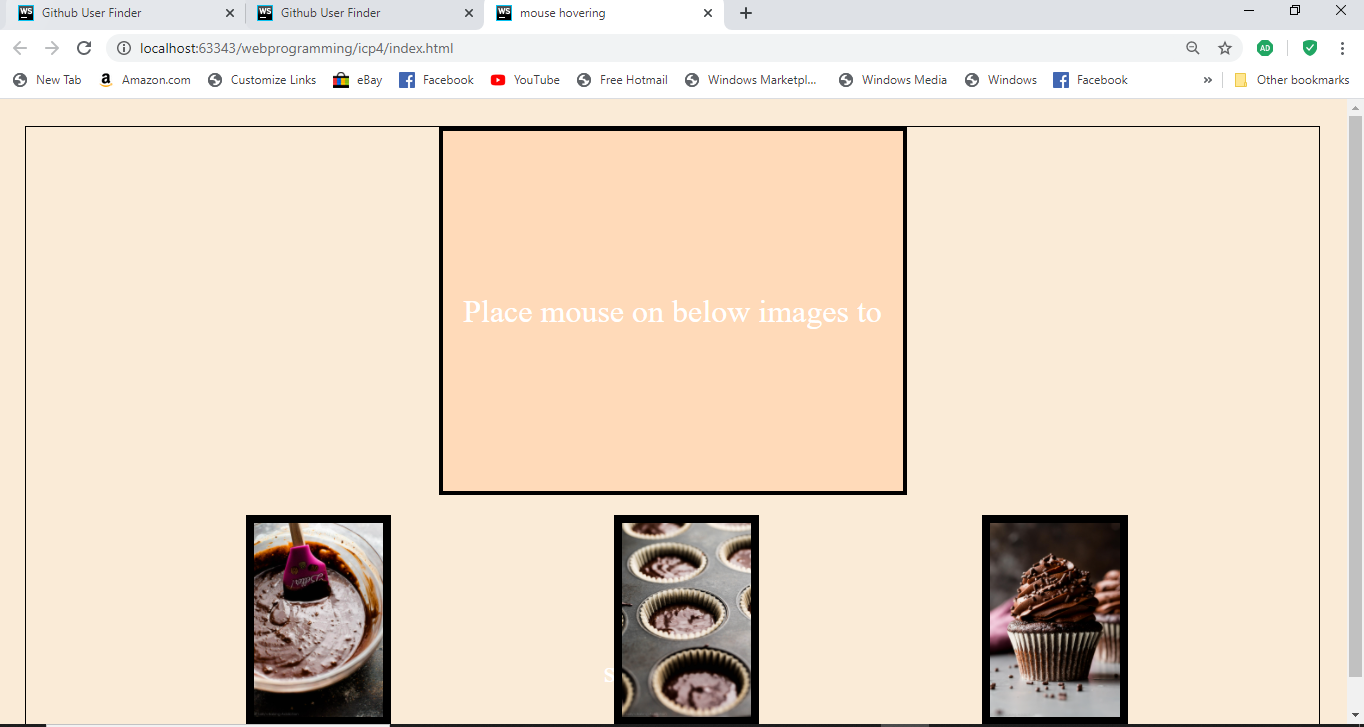 WS Github User Finder WS Github User Finder WS mouse hovering
localhost:63343/webprogramming/icp4/index.html AD
New Tab a Amazon.com Customize Links eBay Facebook YouTube Free Hotmail Windows Marketpl... Windows Media Windows Facebook » Other bookmarks
Place mouse on below images to
s